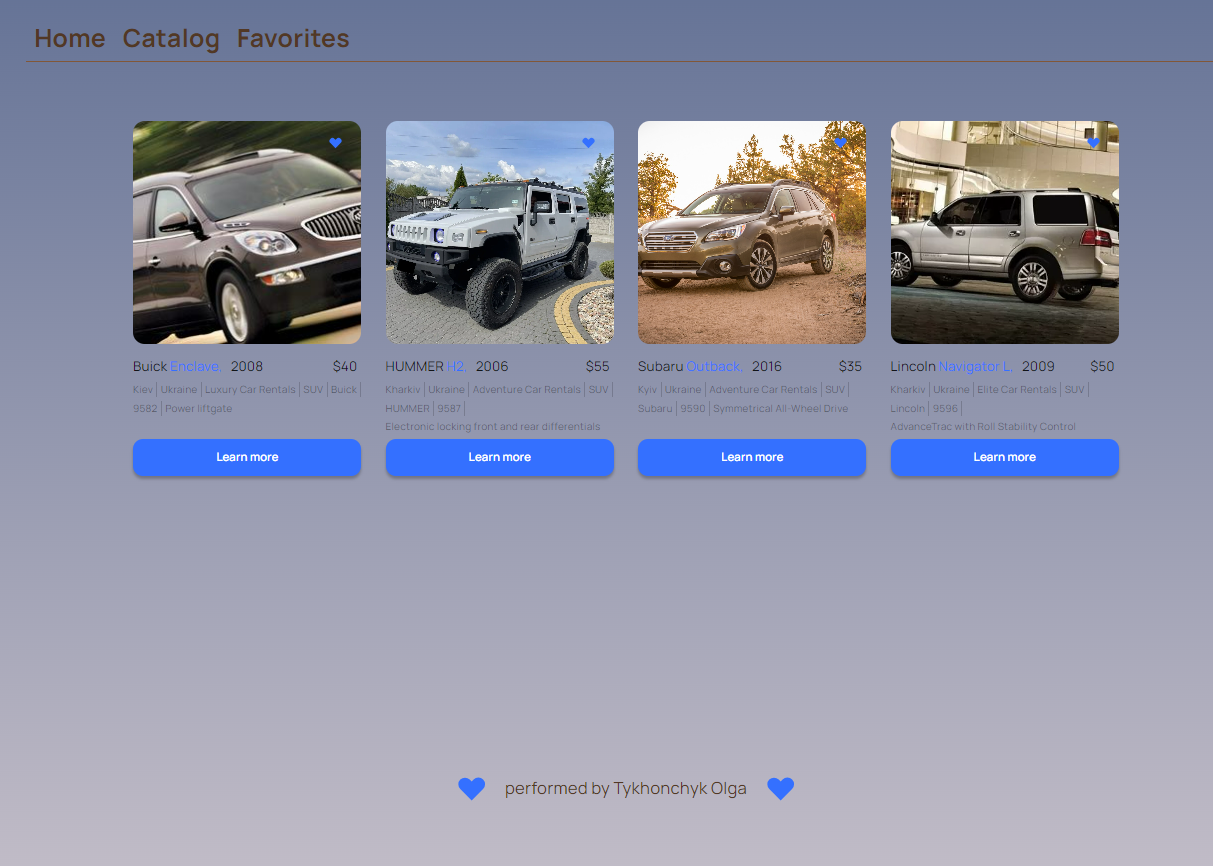 Home Catalog Favorites
Buick Enclave, 2008 $40
Kiev | Ukraine | Luxury Car Rentals | SUV | Buick |
9582 | Power liftgate
Learn more
HUMMER H2, 2006 $55
Kharkiv | Ukraine | Adventure Car Rentals | SUV |
HUMMER | 9587 |
Electronic locking front and rear differentials
Learn more
Subaru Outback, 2016 $35
Kyiv | Ukraine | Adventure Car Rentals | SUV |
Subaru | 9590 | Symmetrical All-Wheel Drive
Learn more
Lincoln Navigator L, 2009 $50
Kharkiv | Ukraine | Elite Car Rentals | SUV |
Lincoln | 9596 |
AdvanceTrac with Roll Stability Control
Learn more
performed by Tykhonchyk Olga